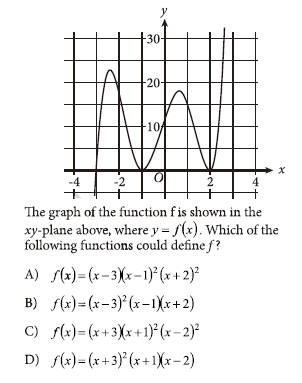 y
30
20
10
-4 -2 O 2 4 x
The graph of the function f is shown in the
xy-plane above, where y = f(x). Which of the
following functions could define f?
A) f(x)=(x−3)(x−1)²(x+2)²
B) f(x)=(x−3)²(x−1)(x+2)
C) f(x)=(x+3)(x+1)²(x−2)²
D) f(x)=(x+3)²(x+1)(x−2)